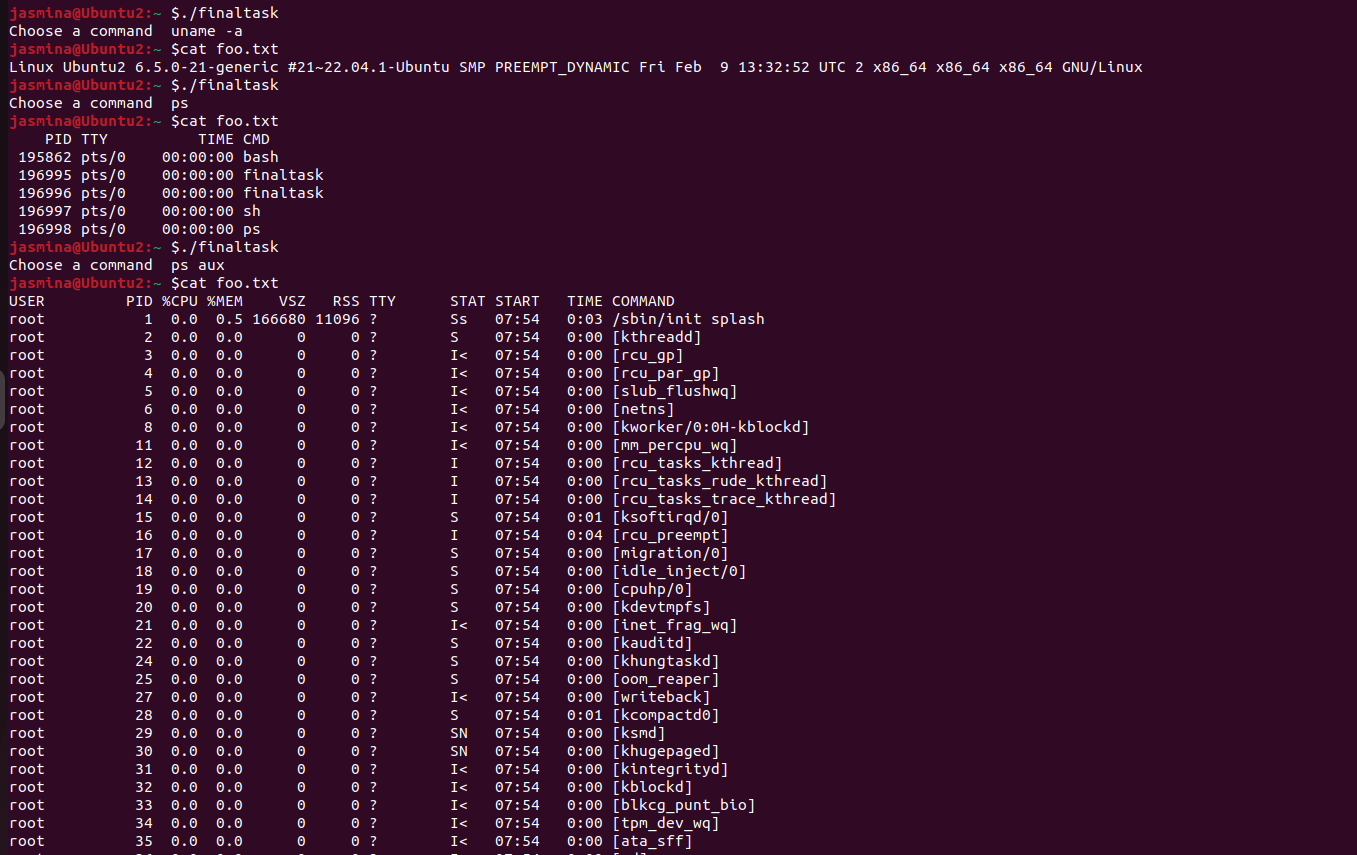 jasmina@Ubuntu2:~ $./finaltask
Choose a command  uname -a
jasmina@Ubuntu2:~ $cat foo.txt
Linux Ubuntu2 6.5.0-21-generic #21~22.04.1-Ubuntu SMP PREEMPT_DYNAMIC Fri Feb  9 13:32:52 UTC 2 x86_64 x86_64 x86_64 GNU/Linux
jasmina@Ubuntu2:~ $./finaltask
Choose a command  ps
jasmina@Ubuntu2:~ $cat foo.txt
    PID TTY          TIME CMD
 195862 pts/0    00:00:00 bash
 196995 pts/0    00:00:00 finaltask
 196996 pts/0    00:00:00 finaltask
 196997 pts/0    00:00:00 sh
 196998 pts/0    00:00:00 ps
jasmina@Ubuntu2:~ $./finaltask
Choose a command  ps aux
jasmina@Ubuntu2:~ $cat foo.txt
USER         PID %CPU %MEM    VSZ   RSS TTY      STAT START   TIME COMMAND
root           1  0.0  0.5 166680 11096 ?        Ss   07:54   0:03 /sbin/init splash
root           2  0.0  0.0      0     0 ?        S    07:54   0:00 [kthreadd]
root           3  0.0  0.0      0     0 ?        I<   07:54   0:00 [rcu_gp]
root           4  0.0  0.0      0     0 ?        I<   07:54   0:00 [rcu_par_gp]
root           5  0.0  0.0      0     0 ?        I<   07:54   0:00 [slub_flushwq]
root           6  0.0  0.0      0     0 ?        I<   07:54   0:00 [netns]
root           8  0.0  0.0      0     0 ?        I<   07:54   0:00 [kworker/0:0H-kblockd]
root          11  0.0  0.0      0     0 ?        I<   07:54   0:00 [mm_percpu_wq]
root          12  0.0  0.0      0     0 ?        I    07:54   0:00 [rcu_tasks_kthread]
root          13  0.0  0.0      0     0 ?        I    07:54   0:00 [rcu_tasks_rude_kthread]
root          14  0.0  0.0      0     0 ?        I    07:54   0:00 [rcu_tasks_trace_kthread]
root          15  0.0  0.0      0     0 ?        S    07:54   0:01 [ksoftirqd/0]
root          16  0.0  0.0      0     0 ?        I    07:54   0:04 [rcu_preempt]
root          17  0.0  0.0      0     0 ?        S    07:54   0:00 [migration/0]
root          18  0.0  0.0      0     0 ?        S    07:54   0:00 [idle_inject/0]
root          19  0.0  0.0      0     0 ?        S    07:54   0:00 [cpuhp/0]
root          20  0.0  0.0      0     0 ?        S    07:54   0:00 [kdevtmpfs]
root          21  0.0  0.0      0     0 ?        I<   07:54   0:00 [inet_frag_wq]
root          22  0.0  0.0      0     0 ?        S    07:54   0:00 [kauditd]
root          24  0.0  0.0      0     0 ?        S    07:54   0:00 [khungtaskd]
root          25  0.0  0.0      0     0 ?        S    07:54   0:00 [oom_reaper]
root          27  0.0  0.0      0     0 ?        I<   07:54   0:00 [writeback]
root          28  0.0  0.0      0     0 ?        S    07:54   0:01 [kcompactd0]
root          29  0.0  0.0      0     0 ?        SN   07:54   0:00 [ksmd]
root          30  0.0  0.0      0     0 ?        SN   07:54   0:00 [khugepaged]
root          31  0.0  0.0      0     0 ?        I<   07:54   0:00 [kintegrityd]
root          32  0.0  0.0      0     0 ?        I<   07:54   0:00 [kblockd]
root          33  0.0  0.0      0     0 ?        I<   07:54   0:00 [blkcg_punt_bio]
root          34  0.0  0.0      0     0 ?        I<   07:54   0:00 [tpm_dev_wq]
root          35  0.0  0.0      0     0 ?        I<   07:54   0:00 [ata_sff]